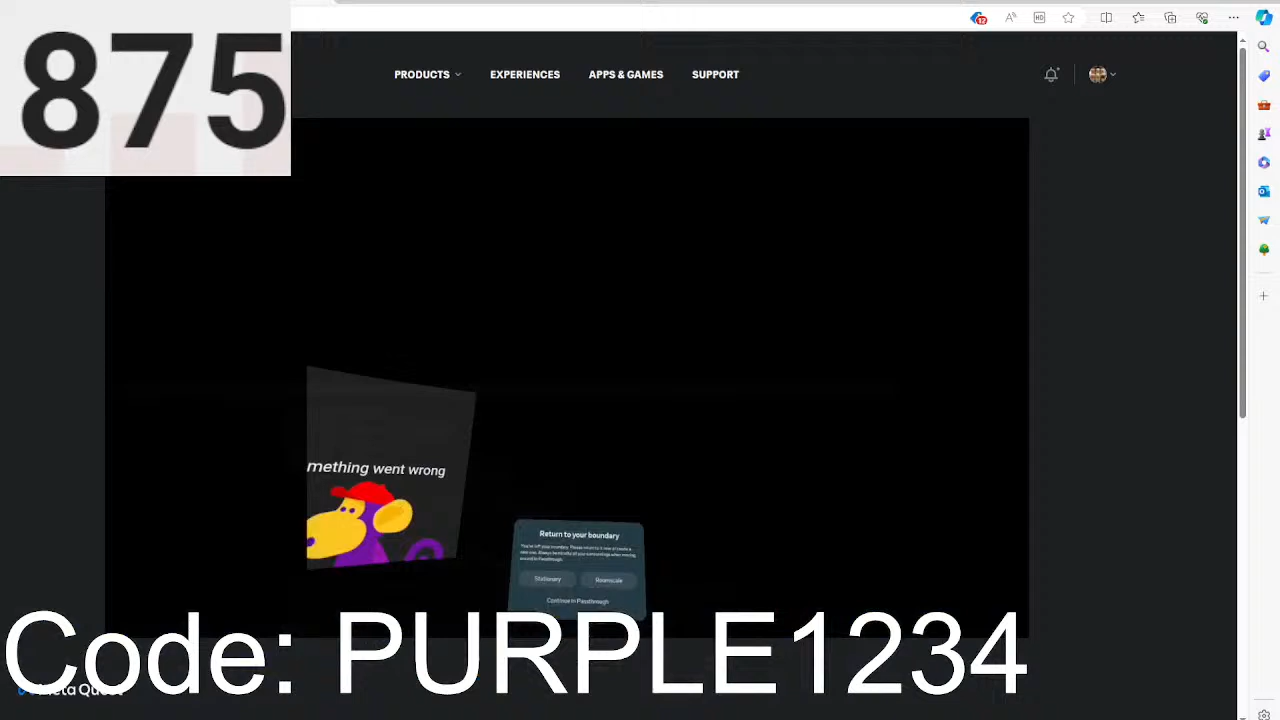 875
12
PRODUCTS EXPERIENCES APPS & GAMES SUPPORT
mething went wrong
Return to your boundary
Stationary Roomscale
Continue in Passthrough
Code: PURPLE1234